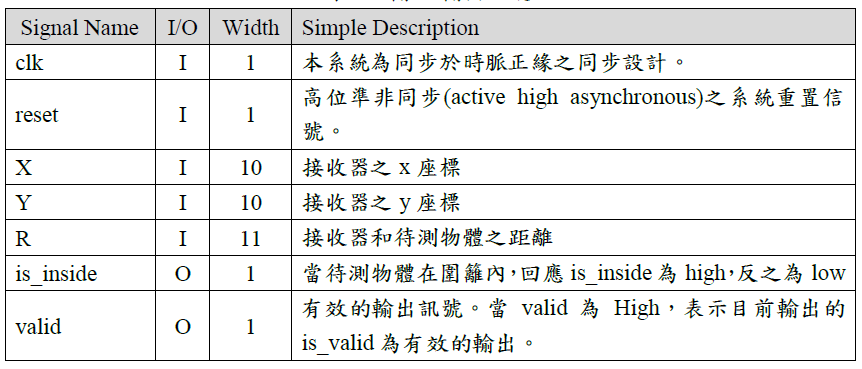 Signal Name I/O Width Simple Description
clk I 1 本系統為同步於時脈正緣之同步設計。
reset I 1 高位準非同步(active high asynchronous)之系統重置信
號。
X I 10 接收器之 x 座標
Y I 10 接收器之 y 座標
R I 11 接收器和待測物體之距離
is_inside O 1 當待測物體在圍籬內，回應 is_inside 為 high，反之為 low
valid O 1 有效的輸出訊號。當 valid 為 High，表示目前輸出的
is_valid 為有效的輸出。